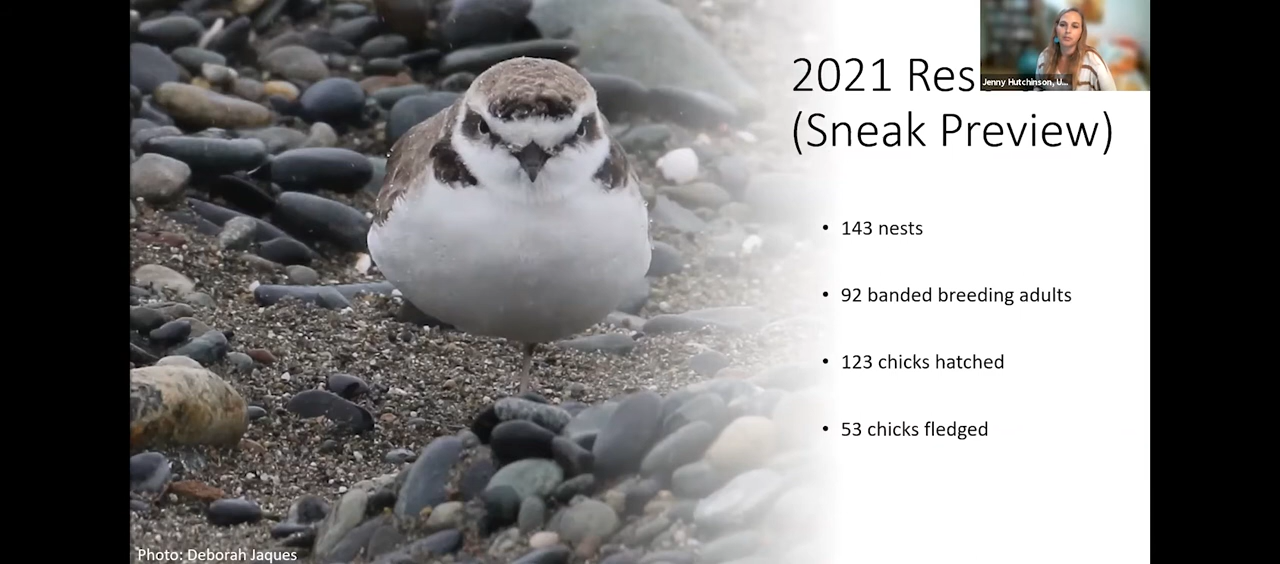 2021 Res
(Sneak Preview)
Jenny Hutchinson, U...
• 143 nests
• 92 banded breeding adults
• 123 chicks hatched
• 53 chicks fledged
Photo: Deborah Jaques